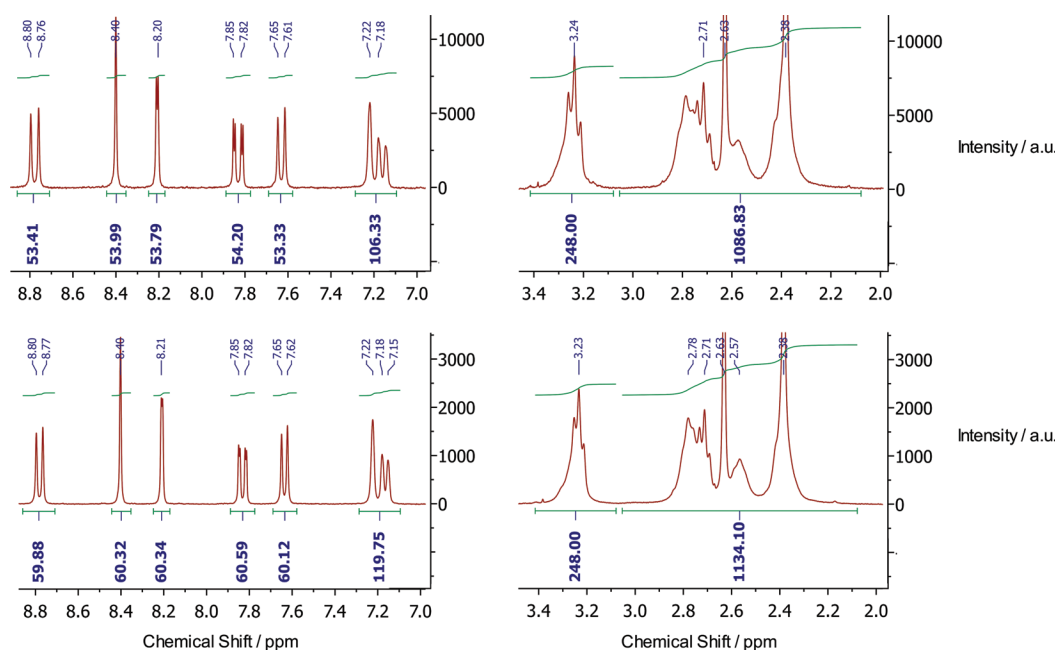 8.80 8.76 8.40 8.20 7.85 7.82 7.65 7.61 7.22 7.18
3.24 2.71 2.63 2.38
10000
5000
0
10000
5000
0
Intensity / a.u.
53.41 53.99 53.79 54.20 53.33 106.33
248.00 1086.83
8.8 8.6 8.4 8.2 8.0 7.8 7.6 7.4 7.2 7.0
3.4 3.2 3.0 2.8 2.6 2.4 2.2 2.0
8.80 8.77 8.40 8.21 7.85 7.82 7.65 7.62 7.22 7.18 7.15
3.23 2.78 2.71 2.63 2.57 2.38
3000
2000
1000
0
3000
2000
1000
0
Intensity / a.u.
59.88 60.32 60.34 60.59 60.12 119.75
248.00 1134.10
8.8 8.6 8.4 8.2 8.0 7.8 7.6 7.4 7.2 7.0
3.4 3.2 3.0 2.8 2.6 2.4 2.2 2.0
Chemical Shift / ppm
Chemical Shift / ppm